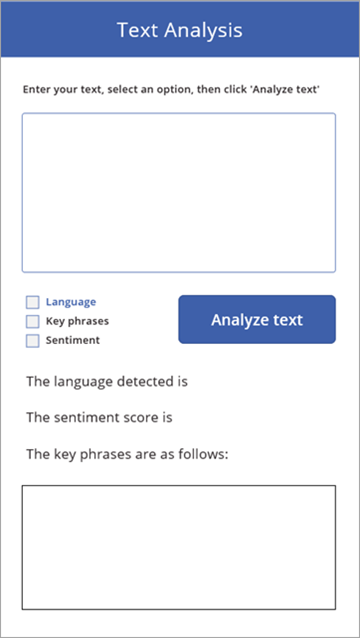 Text Analysis
Enter your text, select an option, then click 'Analyze text'
Language
Key phrases
Sentiment
Analyze text
The language detected is
The sentiment score is
The key phrases are as follows: